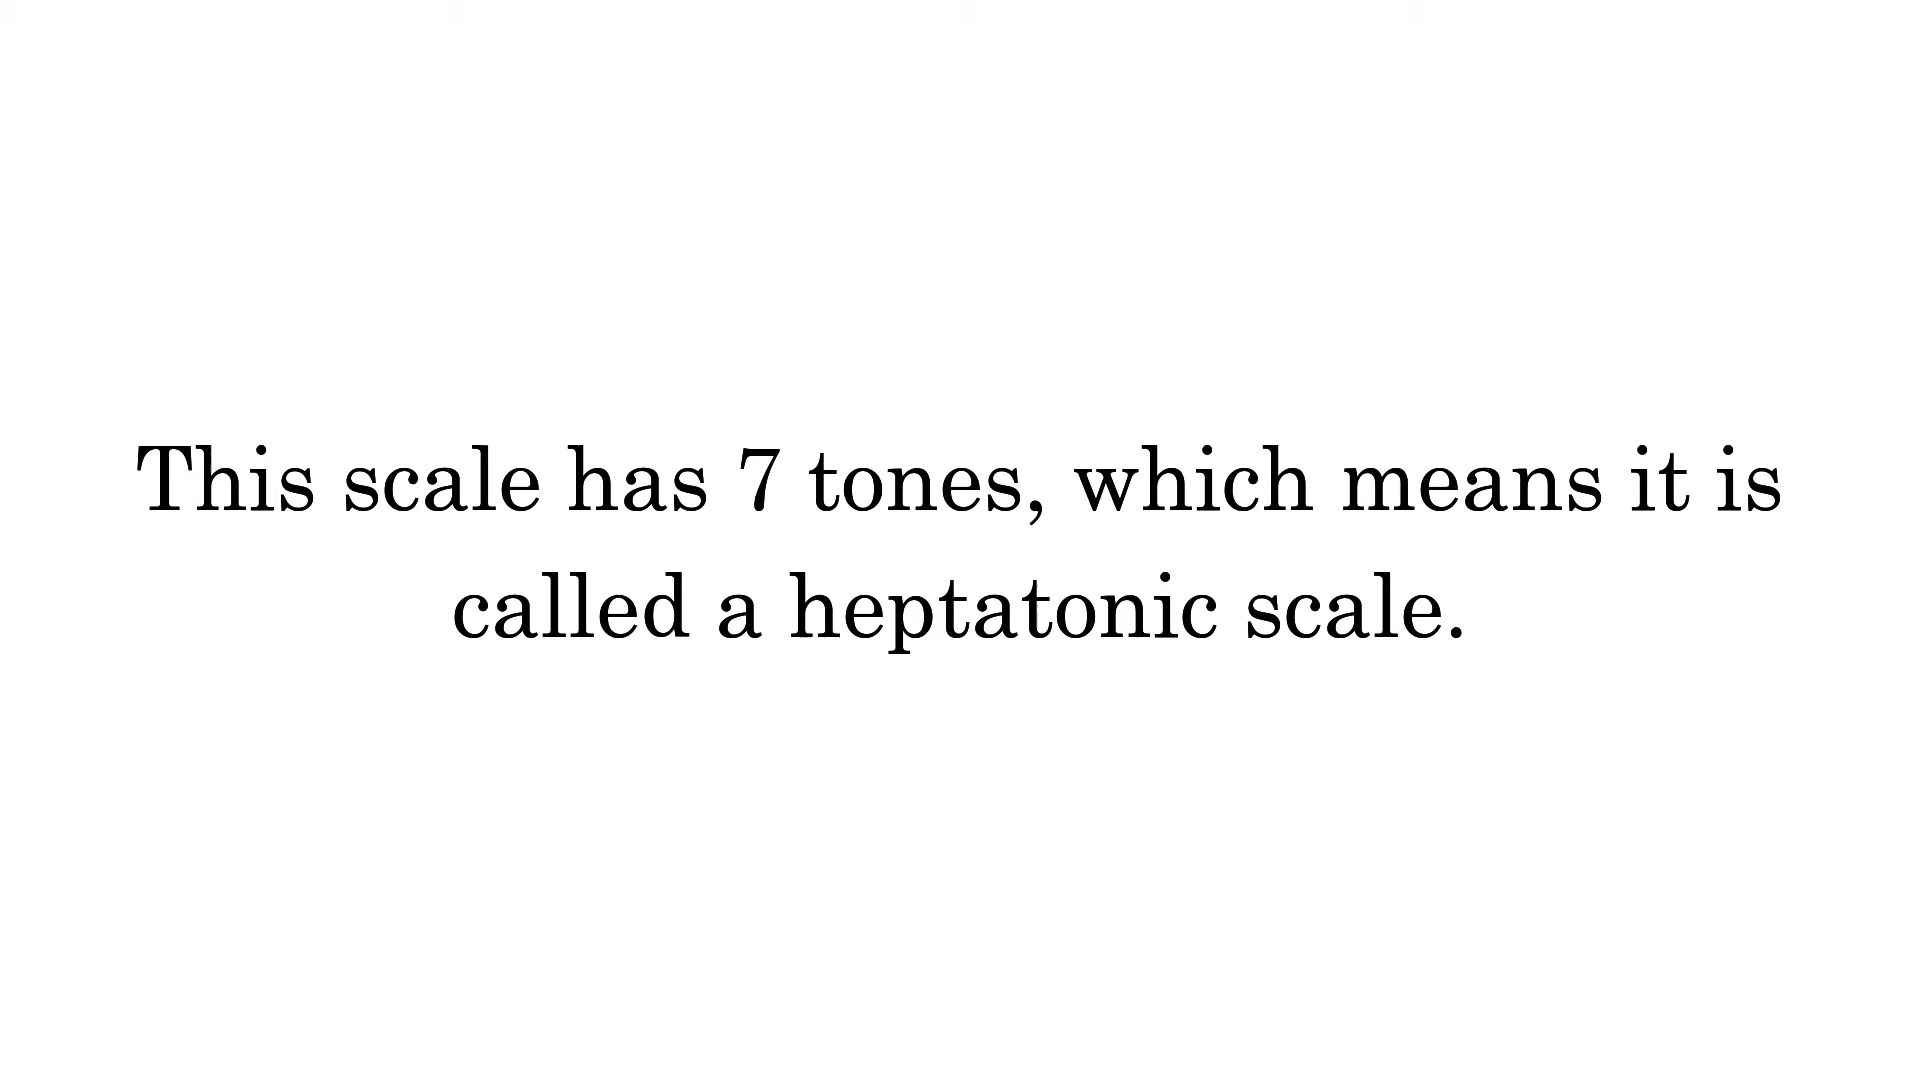 This scale has 7 tones, which means it is
called a heptatonic scale.